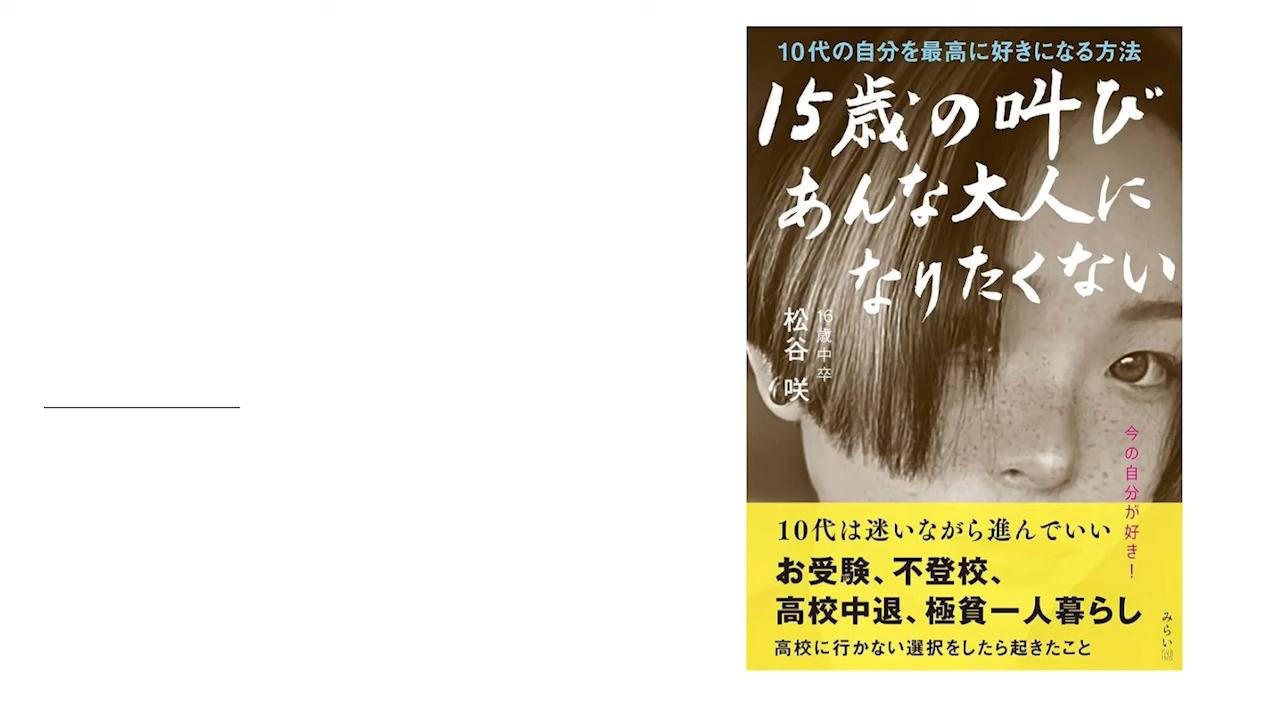 10代の自分を最高に好きになる方法
15歳の叫び
あんな大人に
なりたくない
16歳中卒
松谷 咲
今の自分が好き！
10代は迷いながら進んでいい
お受験、不登校、
高校中退、極貧一人暮らし
高校に行かない選択をしたら起きたこと
みらい